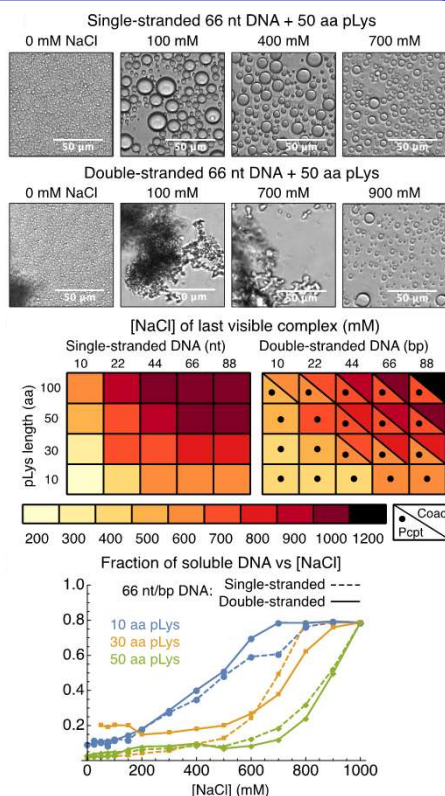 Single-stranded 66 nt DNA + 50 aa pLys
0 mM NaCl 100 mM 400 mM 700 mM
50 µm 50 µm 50 µm 50 µm
Double-stranded 66 nt DNA + 50 aa pLys
0 mM NaCl 100 mM 700 mM 900 mM
50 µm 50 µm 50 µm 50 µm
[NaCl] of last visible complex (mM)
Single-stranded DNA (nt) Double-stranded DNA (bp)
10 22 44 66 88 10 22 44 66 88
pLys length (aa)
100
50
30
10
Coac
Pcpt
200 300 400 500 600 700 800 900 1000 1200
Fraction of soluble DNA vs [NaCl]
66 nt/bp DNA: Single-stranded
Double-stranded
10 aa pLys
30 aa pLys
50 aa pLys
1.0
0.8
0.6
0.4
0.2
0 200 400 600 800 1000
[NaCl] (mM)